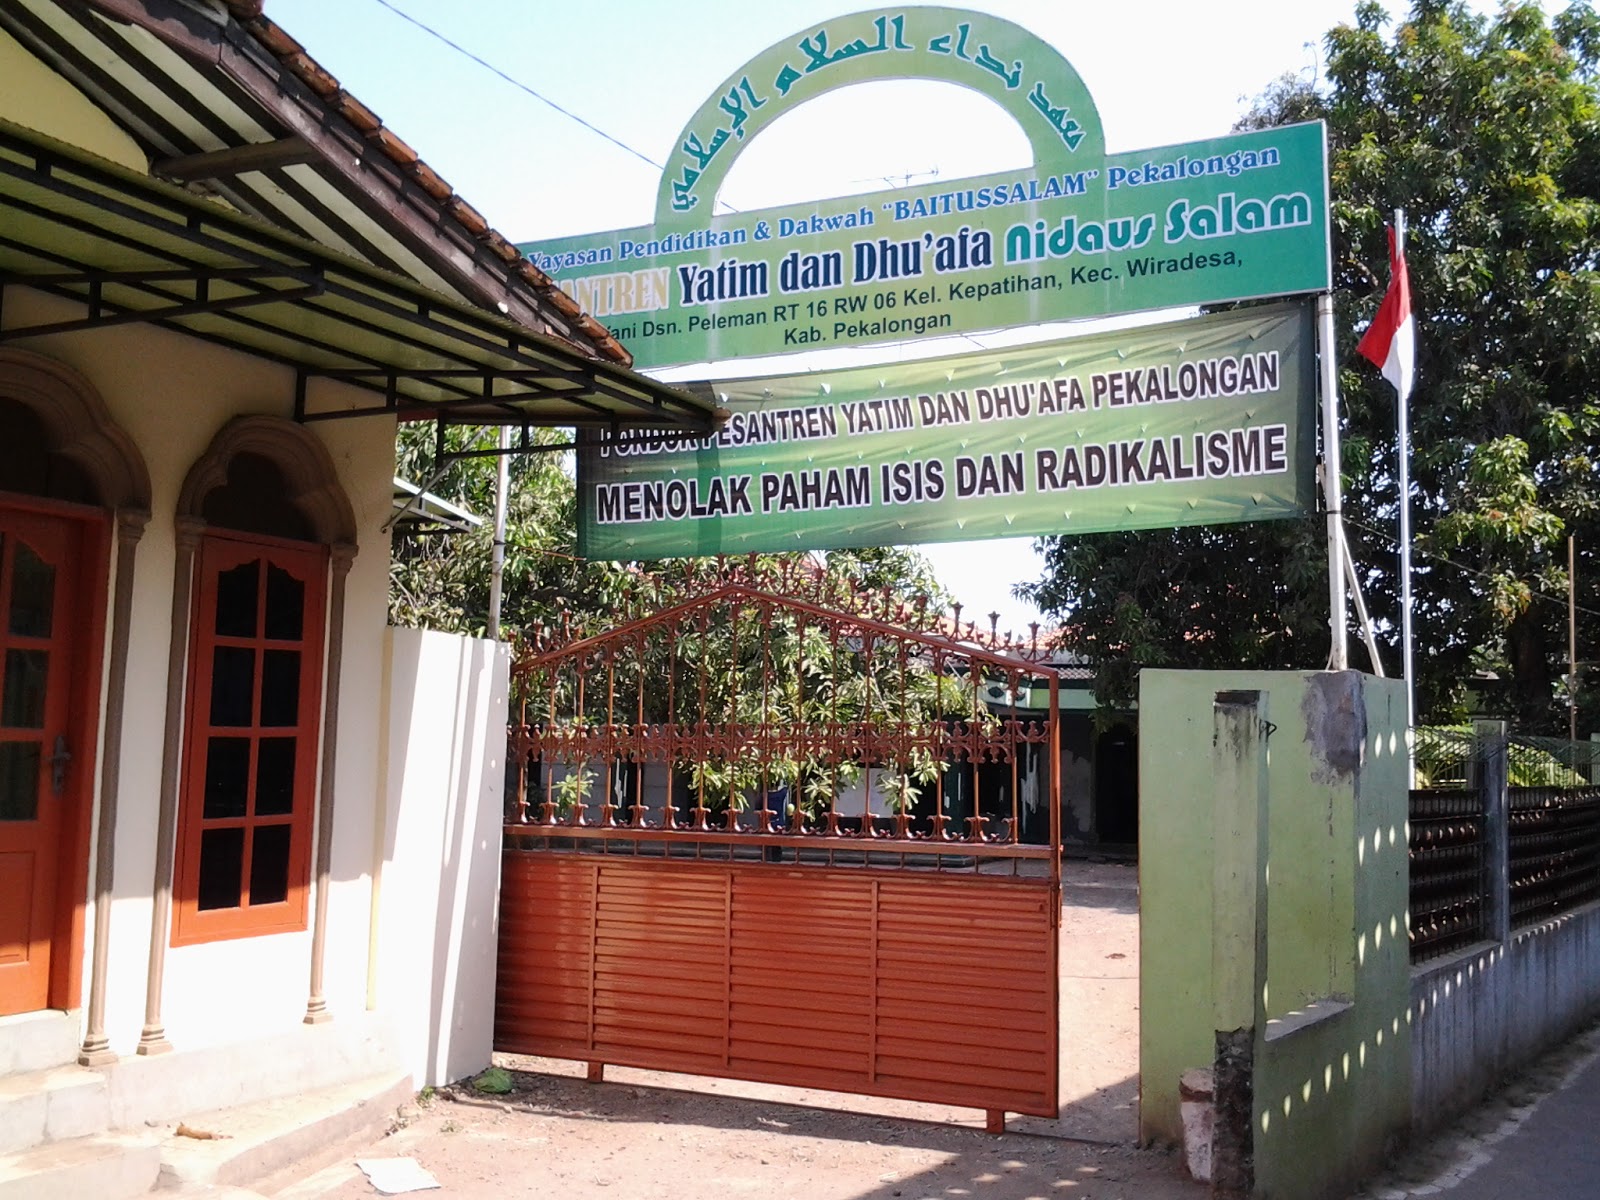 معهد نداء السلام الإسلامي
Yayasan Pendidikan & Dakwah "BAITUSSALAM" Pekalongan
Yatim dan Dhu'afa Nidaus Salam
Dsn. Peleman RT 16 RW 06 Kel. Kepatihan, Kec. Wiradesa,
Kab. Pekalongan
PONDOK PESANTREN YATIM DAN DHU'AFA PEKALONGAN
MENOLAK PAHAM ISIS DAN RADIKALISME